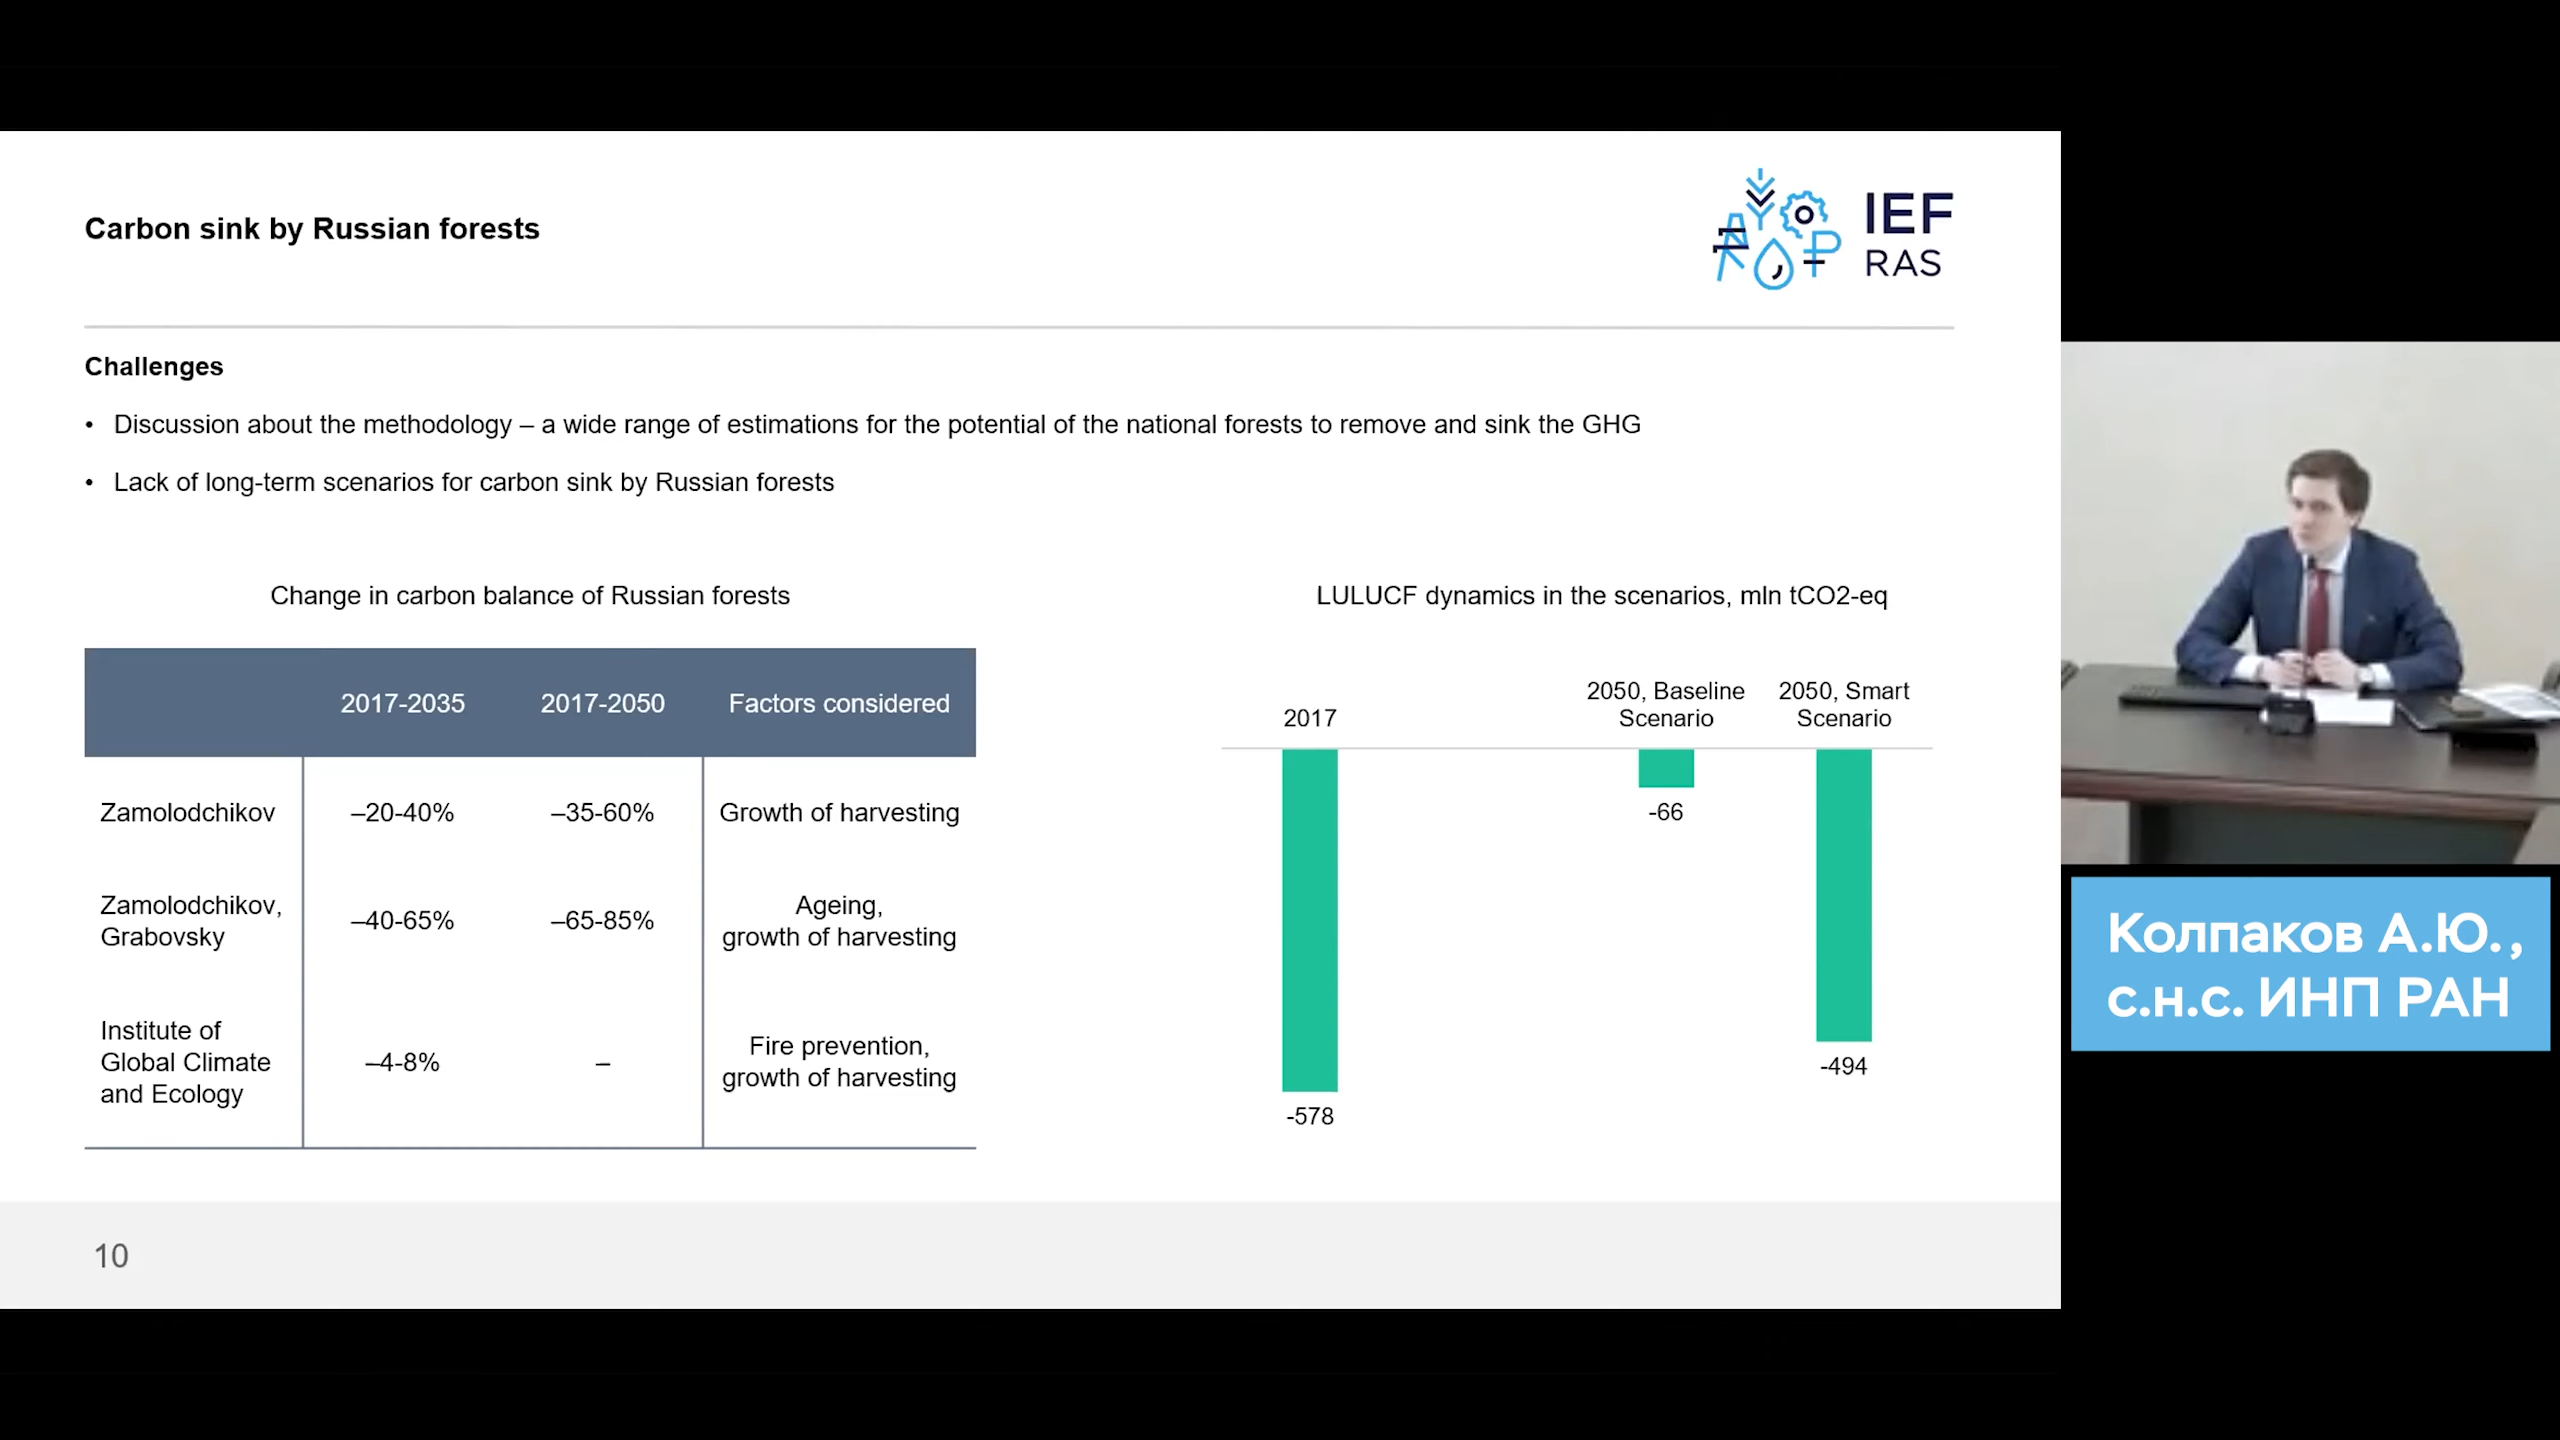 Carbon sink by Russian forests
IEF
RAS
Challenges
• Discussion about the methodology – a wide range of estimations for the potential of the national forests to remove and sink the GHG
• Lack of long-term scenarios for carbon sink by Russian forests
Change in carbon balance of Russian forests
2017-2035 2017-2050 Factors considered
Zamolodchikov –20-40% –35-60% Growth of harvesting
Zamolodchikov,
Grabovsky
–40-65% –65-85%
Ageing,
growth of harvesting
Institute of
Global Climate
and Ecology
–4-8% –
Fire prevention,
growth of harvesting
LULUCF dynamics in the scenarios, mln tCO2-eq
2017
2050, Baseline
Scenario
2050, Smart
Scenario
-578
-66
-494
10
Колпаков А.Ю.,
с.н.с. ИНП РАН